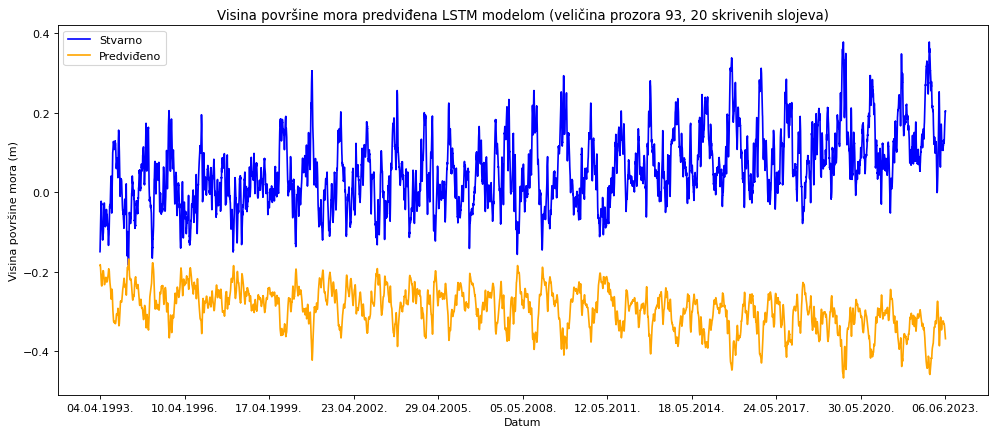 Visina površine mora predviđena LSTM modelom (veličina prozora 93, 20 skrivenih slojeva)
Stvarno
Predviđeno
Visina površine mora (m)
0.4
0.2
0.0
−0.2
−0.4
04.04.1993. 10.04.1996. 17.04.1999. 23.04.2002. 29.04.2005. 05.05.2008. 12.05.2011. 18.05.2014. 24.05.2017. 30.05.2020. 06.06.2023.
Datum